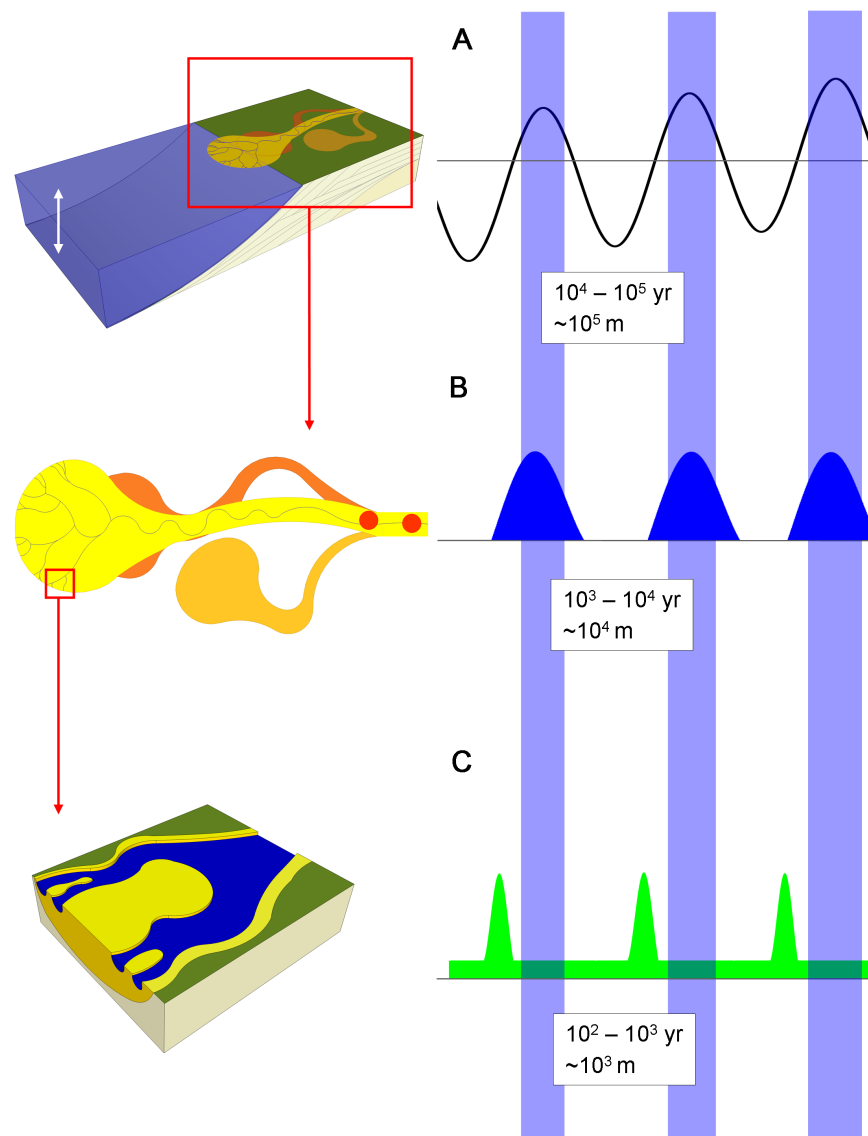 A
10⁴ – 10⁵ yr
~10⁵ m
B
10³ – 10⁴ yr
~10⁴ m
C
10² – 10³ yr
~10³ m